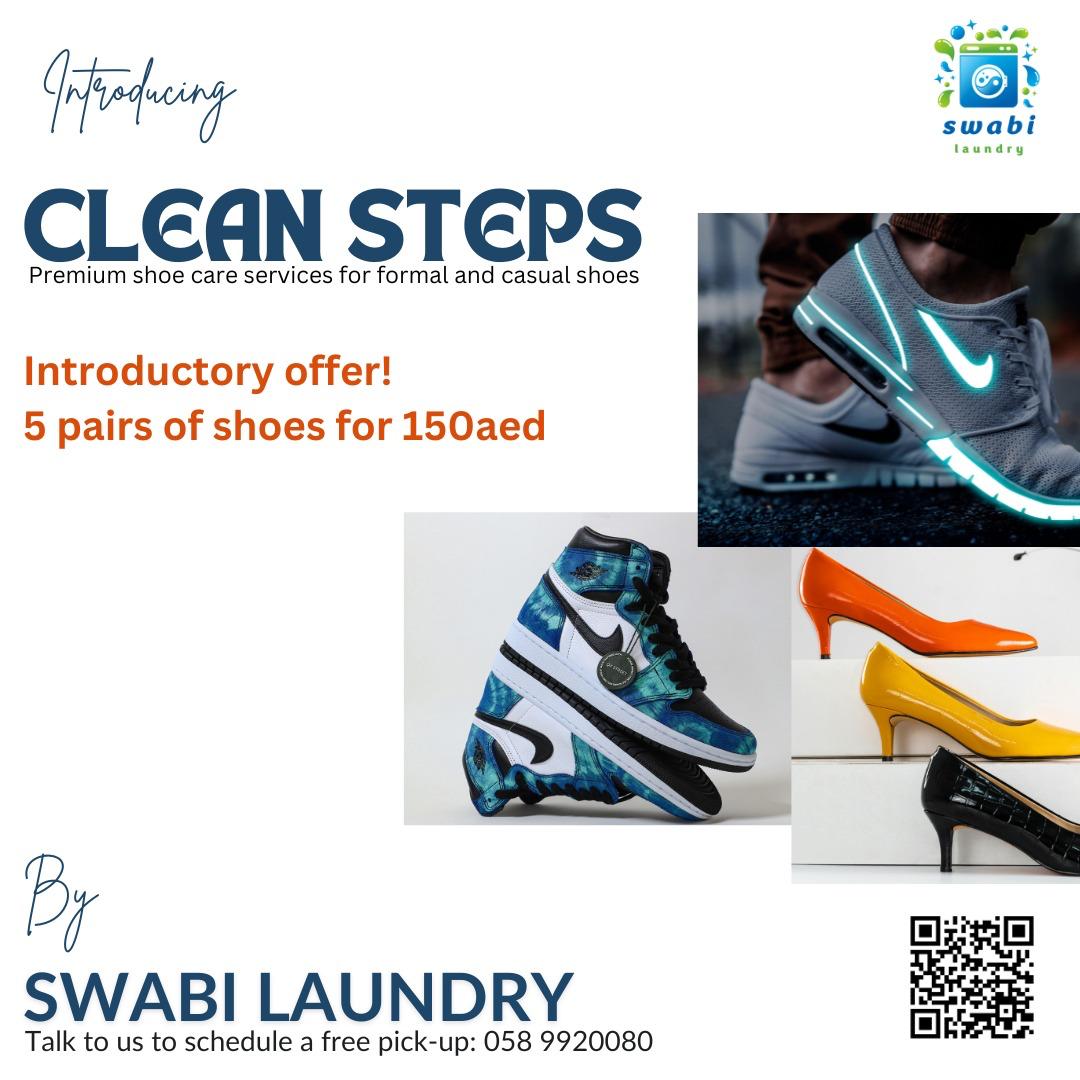 Introducing
swabi
laundry
CLEAN STEPS
Premium shoe care services for formal and casual shoes
Introductory offer!
5 pairs of shoes for 150aed
By
SWABI LAUNDRY
Talk to us to schedule a free pick-up: 058 9920080